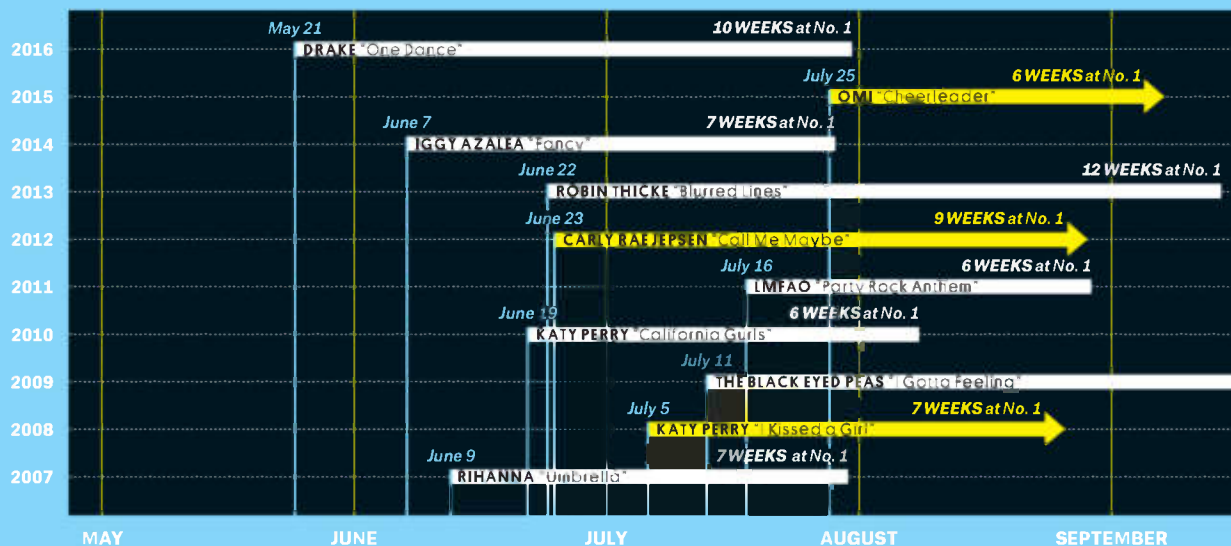 May 21
10 WEEKS at No. 1
2016
DRAKE "One Dance"
July 25
6 WEEKS at No. 1
2015
OMI "Cheerleader"
June 7
7 WEEKS at No. 1
2014
IGGY AZALEA "Fancy"
June 22
12 WEEKS at No. 1
2013
ROBIN THICKE "Blurred Lines"
June 23
9 WEEKS at No. 1
2012
CARLY RAE JEPSEN "Call Me Maybe"
July 16
6 WEEKS at No. 1
2011
LMFAO "Party Rock Anthem"
June 19
6 WEEKS at No. 1
2010
KATY PERRY "California Gurls"
July 11
2009
THE BLACK EYED PEAS "I Gotta Feeling"
July 5
7 WEEKS at No. 1
2008
KATY PERRY "I Kissed a Girl"
June 9
7 WEEKS at No. 1
2007
RIHANNA "Umbrella"
MAY JUNE JULY AUGUST SEPTEMBER